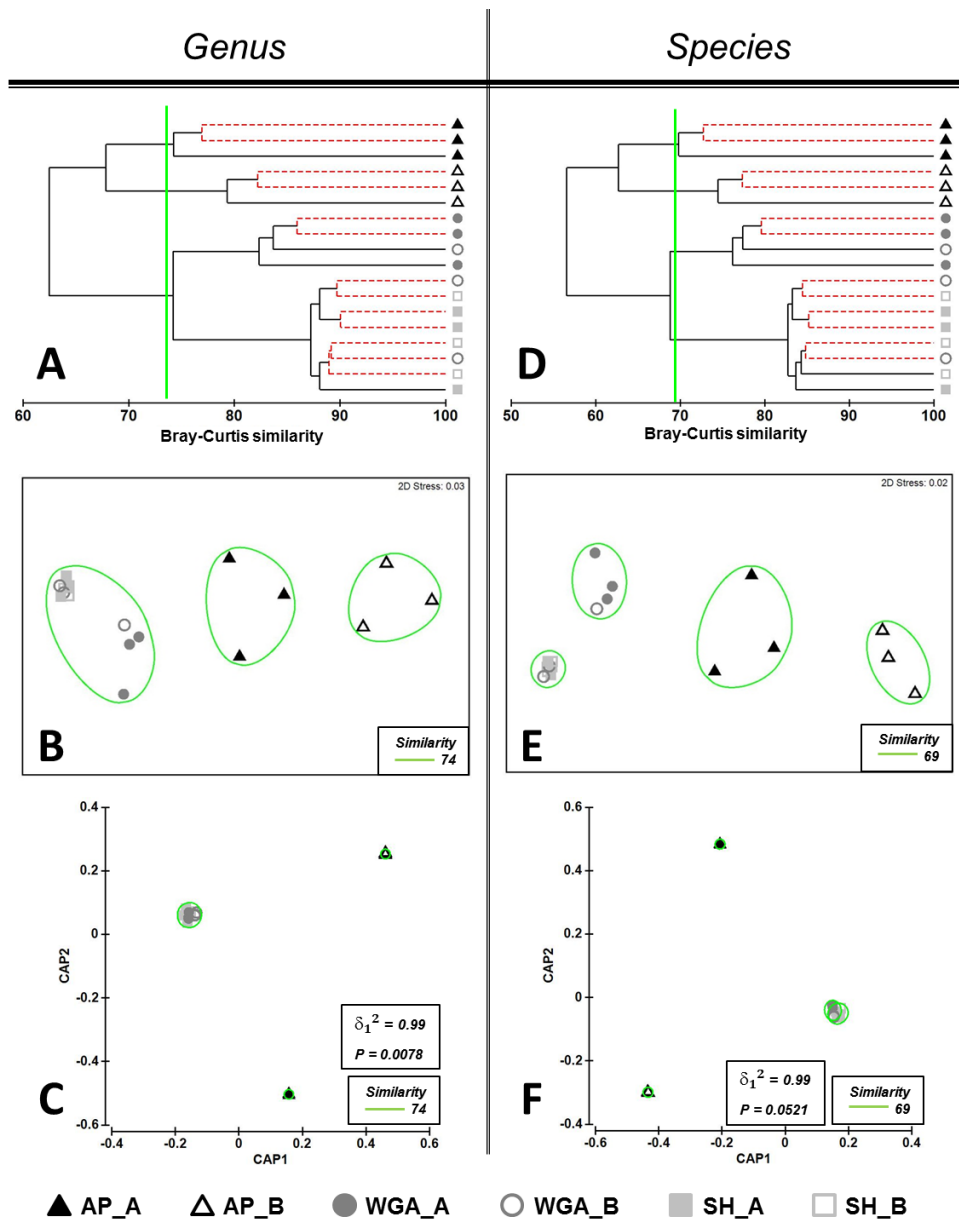 Genus Species
A
60 70 80 90 100
Bray-Curtis similarity
D
50 60 70 80 90 100
Bray-Curtis similarity
2D Stress: 0.03
B
Similarity
74
2D Stress: 0.02
E
Similarity
69
0.4
0.2
0
-0.2
-0.4
-0.6
CAP2
-0.4 -0.2 0 0.2 0.4 0.6
CAP1
δ₁² = 0.99
P = 0.0078
Similarity
74
C
0.6
0.4
0.2
0
-0.2
-0.4
CAP2
-0.6 -0.4 -0.2 0 0.2 0.4
CAP1
δ₁² = 0.99
P = 0.0521
Similarity
69
F
AP_A AP_B WGA_A WGA_B SH_A SH_B